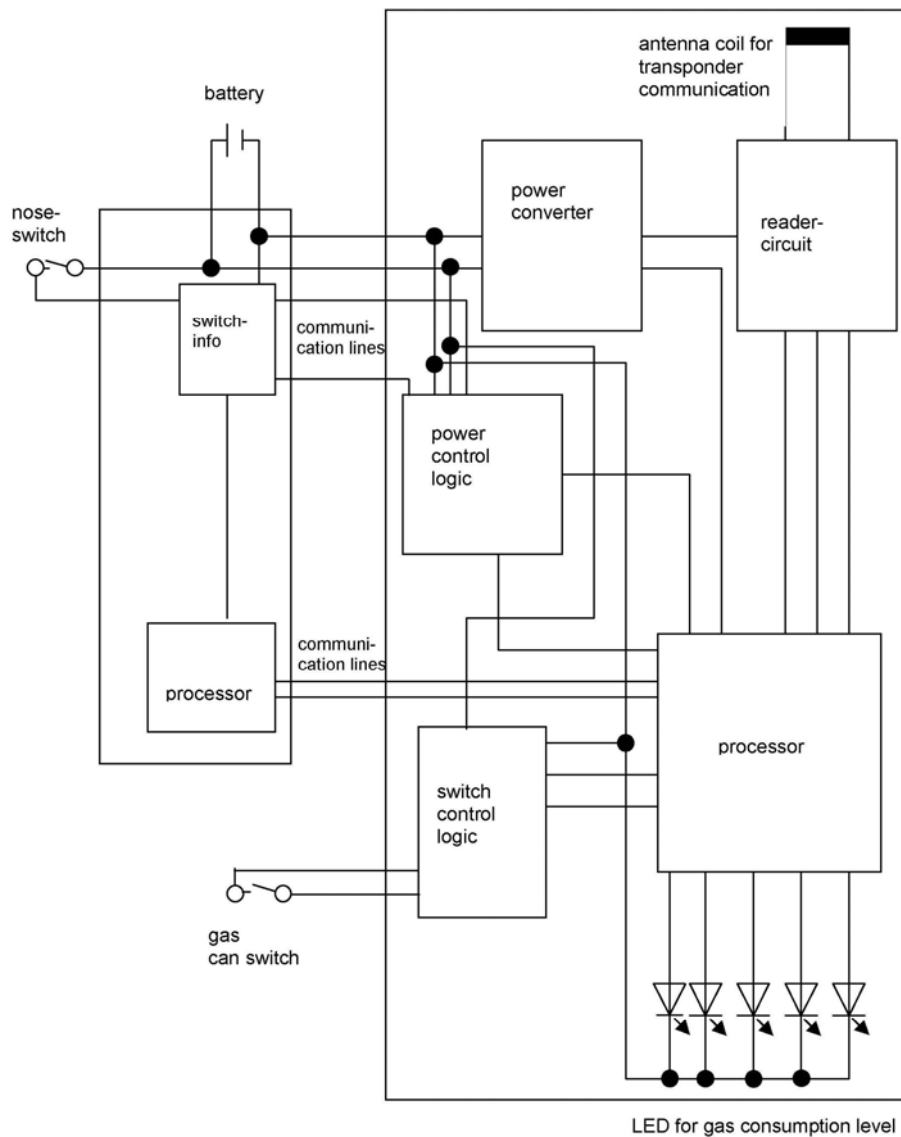 antenna coil for
transponder
communication
battery
power
converter
nose-
switch
reader-
circuit
switch-
info
communi-
cation lines
power
control
logic
communi-
cation lines
processor
processor
switch
control
logic
gas
can switch
LED for gas consumption level